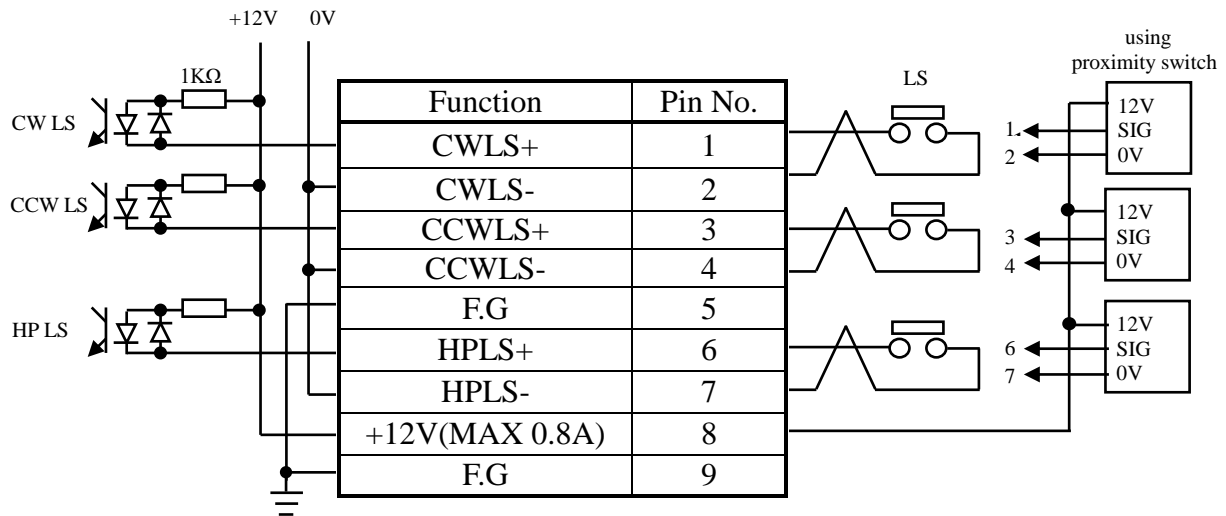 +12V 0V
using
proximity switch
1KΩ
LS
CW LS
CCW LS
HP LS
Function Pin No.
CWLS+ 1
CWLS- 2
CCWLS+ 3
CCWLS- 4
F.G 5
HPLS+ 6
HPLS- 7
+12V(MAX 0.8A) 8
F.G 9
12V
1. SIG
2 0V
12V
3 SIG
4 0V
12V
6 SIG
7 0V